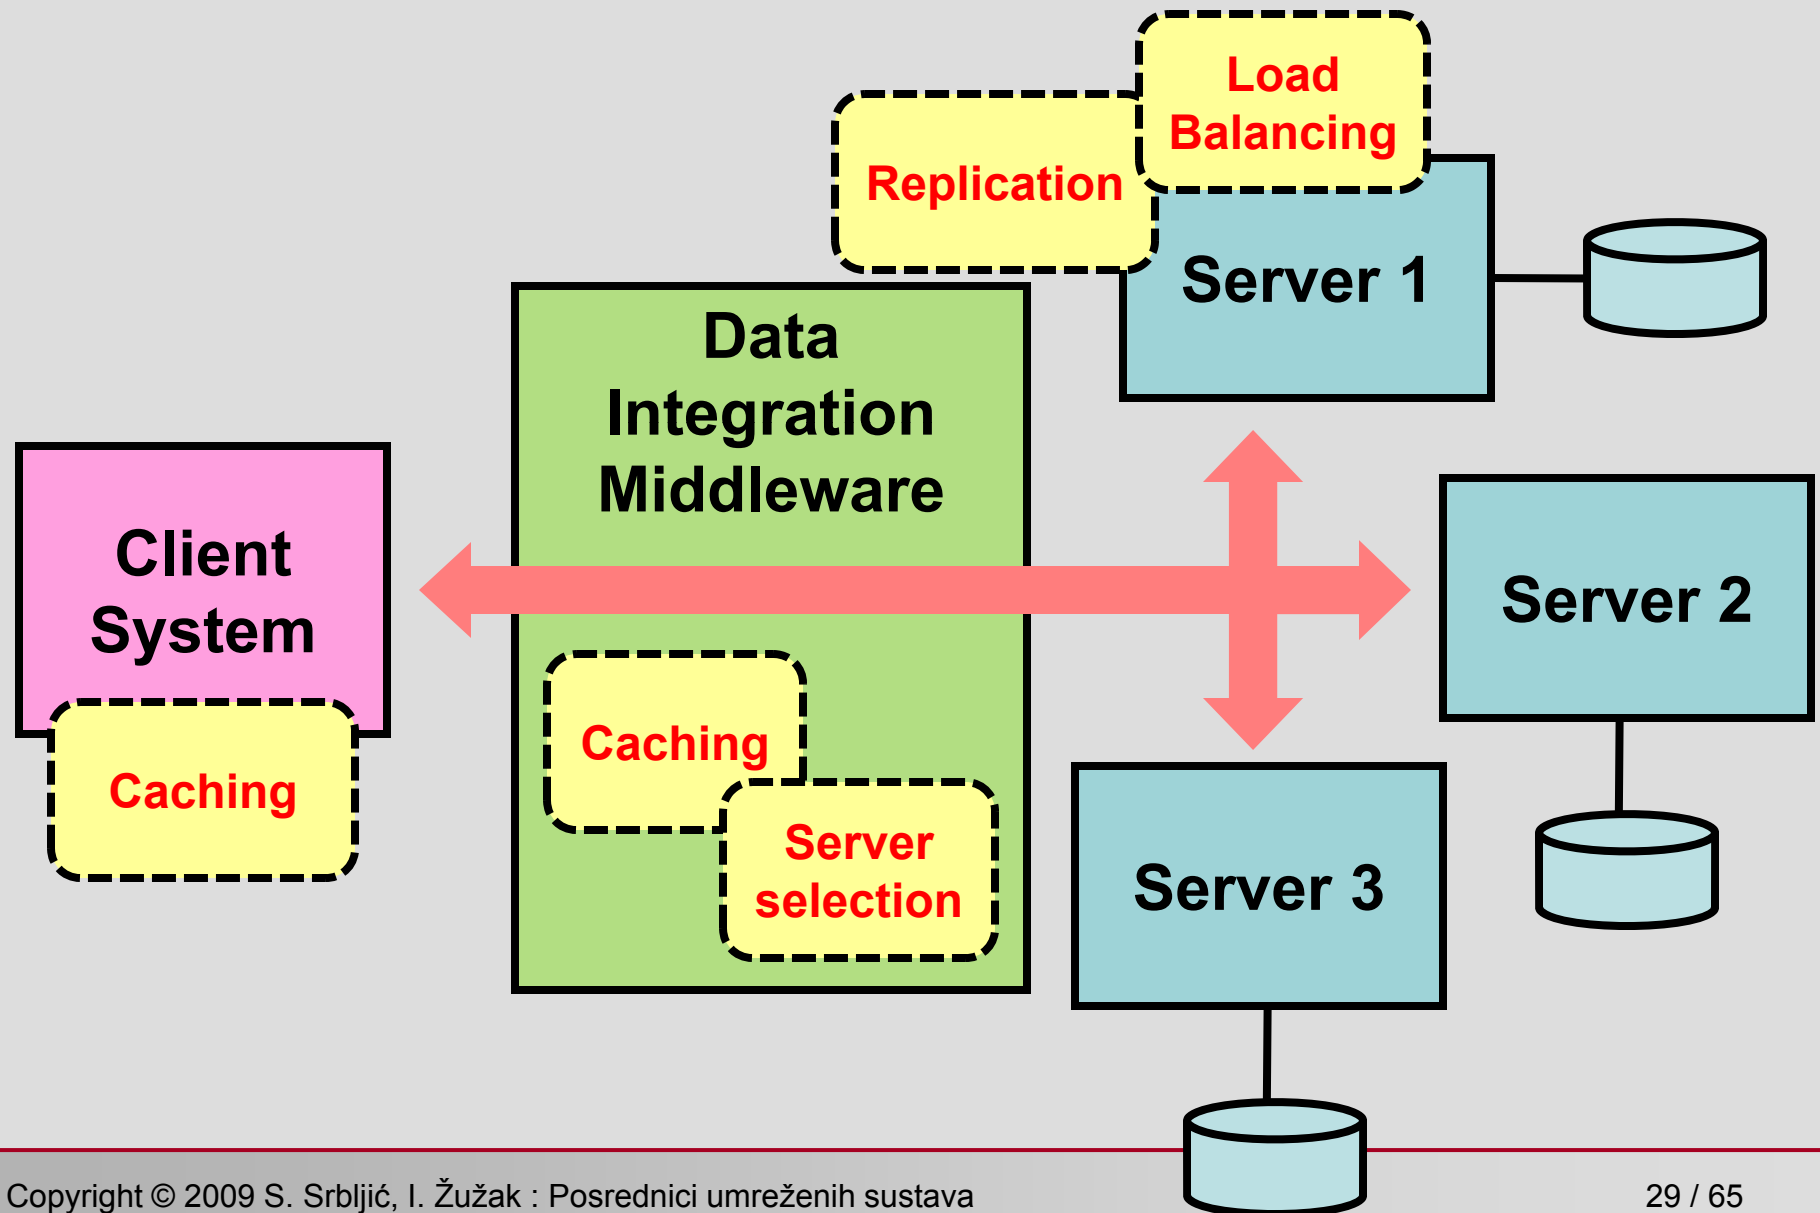 Load
Balancing
Replication
Server 1
Data
Integration
Middleware
Client
System
Server 2
Caching
Caching
Server
selection
Server 3
Copyright © 2009 S. Srbljić, I. Žužak : Posrednici umreženih sustava
29 / 65